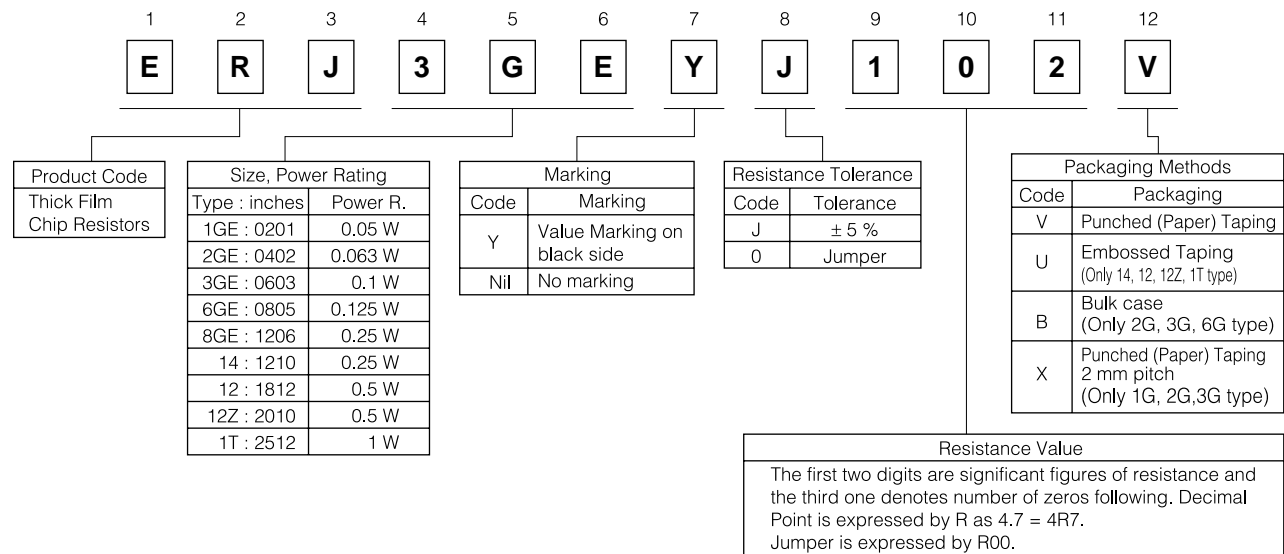 1 2 3 4 5 6 7 8 9 10 11 12
E R J 3 G E Y J 1 0 2 V
Product Code
Thick Film
Chip Resistors
Size, Power Rating
Type : inches Power R.
1GE : 0201 0.05 W
2GE : 0402 0.063 W
3GE : 0603 0.1 W
6GE : 0805 0.125 W
8GE : 1206 0.25 W
14 : 1210 0.25 W
12 : 1812 0.5 W
12Z : 2010 0.5 W
1T : 2512 1 W
Marking
Code Marking
Y Value Marking on
black side
Nil No marking
Resistance Tolerance
Code Tolerance
J ± 5 %
0 Jumper
Packaging Methods
Code Packaging
V Punched (Paper) Taping
U Embossed Taping
(Only 14, 12, 12Z, 1T type)
B Bulk case
(Only 2G, 3G, 6G type)
X Punched (Paper) Taping
2 mm pitch
(Only 1G, 2G,3G type)
Resistance Value
The first two digits are significant figures of resistance and
the third one denotes number of zeros following. Decimal
Point is expressed by R as 4.7 = 4R7.
Jumper is expressed by R00.